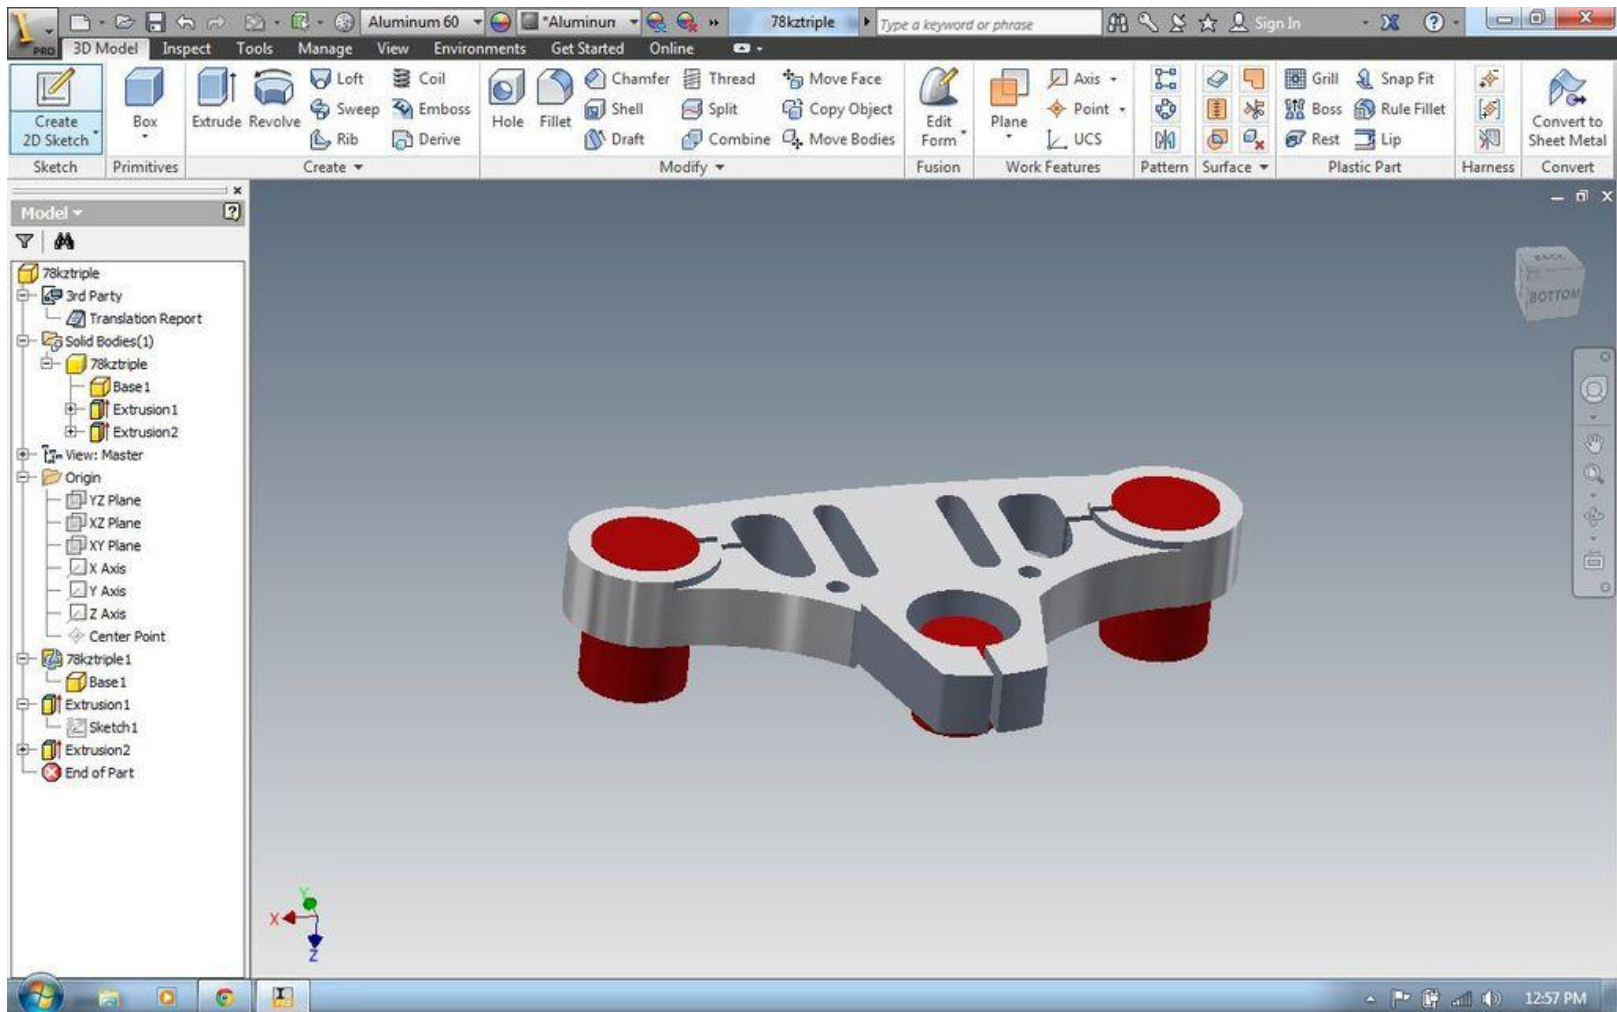 Aluminum 60 *Aluminun 78kztriple Type a keyword or phrase Sign In
PRO 3D Model Inspect Tools Manage View Environments Get Started Online
Create 2D Sketch
Box
Extrude Revolve
Loft Coil
Sweep Emboss
Rib Derive
Hole Fillet
Chamfer Thread Move Face
Shell Split Copy Object
Draft Combine Move Bodies
Edit Form
Plane
Axis
Point
UCS
Grill Snap Fit
Boss Rule Fillet
Rest Lip
Convert to Sheet Metal
Sketch Primitives Create Modify Fusion Work Features Pattern Surface Plastic Part Harness Convert
Model
78kztriple
3rd Party
Translation Report
Solid Bodies(1)
78kztriple
Base1
Extrusion1
Extrusion2
View: Master
Origin
YZ Plane
XZ Plane
XY Plane
X Axis
Y Axis
Z Axis
Center Point
78kztriple1
Base1
Extrusion1
Sketch1
Extrusion2
End of Part
BACK
BOTTOM
Y
X
Z
12:57 PM